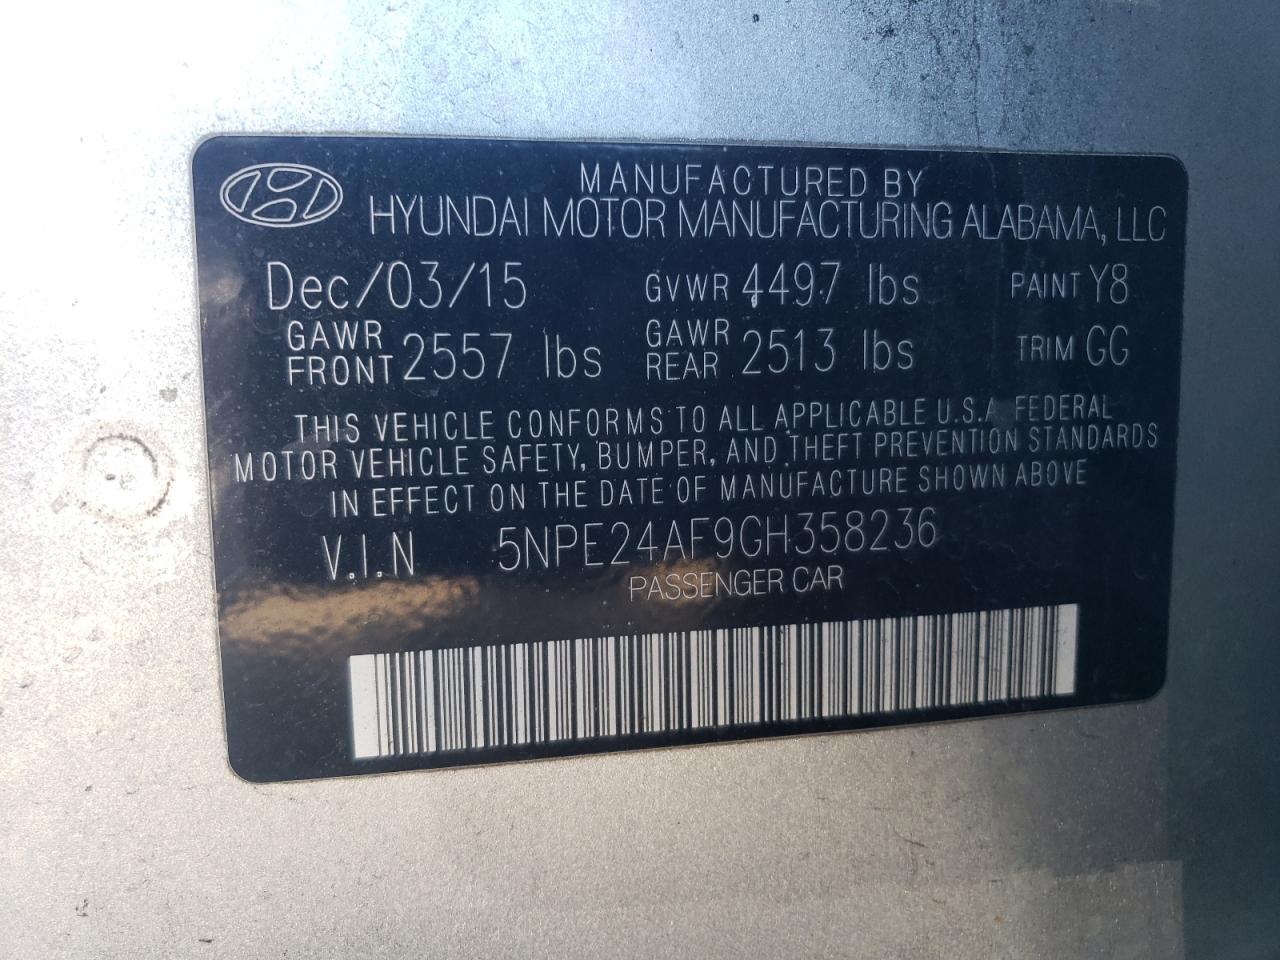 MANUFACTURED BY
HYUNDAI MOTOR MANUFACTURING ALABAMA, LLC
Dec/03/15 GVWR 4497 lbs PAINT Y8
GAWR FRONT 2557 lbs GAWR REAR 2513 lbs TRIM GG
THIS VEHICLE CONFORMS TO ALL APPLICABLE U.S.A. FEDERAL
MOTOR VEHICLE SAFETY, BUMPER, AND THEFT PREVENTION STANDARDS
IN EFFECT ON THE DATE OF MANUFACTURE SHOWN ABOVE
V.I.N 5NPE24AF9GH358236
PASSENGER CAR